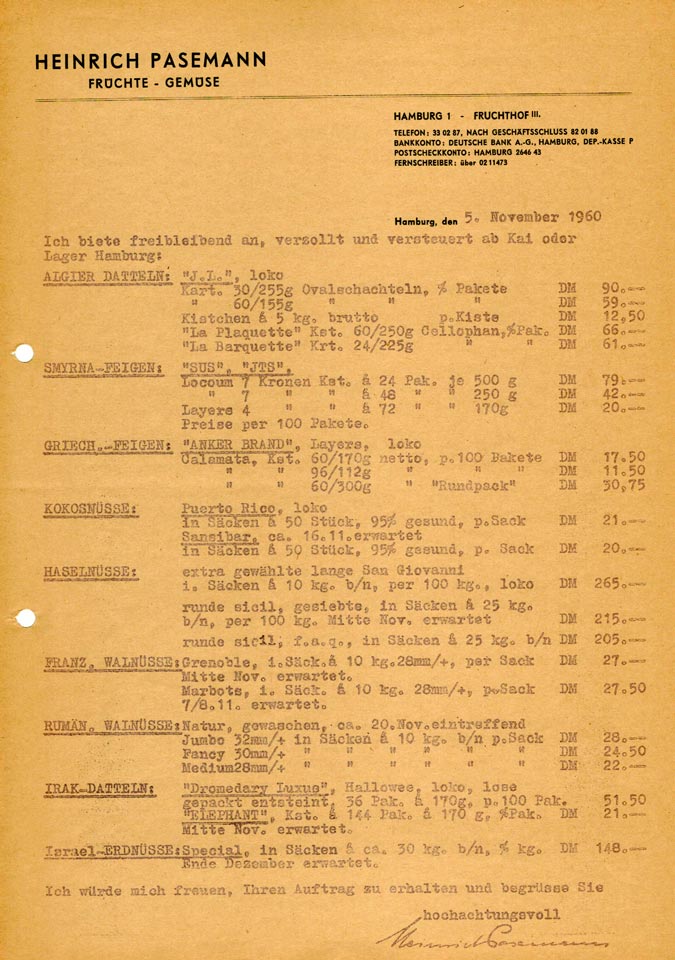 HEINRICH PASEMANN
FRÜCHTE - GEMÜSE
HAMBURG 1 - FRUCHTHOF III.
TELEFON: 33 02 87, NACH GESCHÄFTSSCHLUSS 82 01 88
BANKKONTO: DEUTSCHE BANK A.-G., HAMBURG, DEP.-KASSE P
POSTSCHECKKONTO: HAMBURG 2646 43
FERNSCHREIBER: über 0211473
Hamburg, den 5. November 1960
Ich biete freibleibend an, verzollt und versteuert ab Kai oder
Lager Hamburg:
ALGIER DATTELN: "J.L.", loko
Kart. 30/255g Ovalschachteln, % Pakete DM 90.--
" 60/155g " " " DM 59.--
Kistchen á 5 kg. brutto p.Kiste DM 12,50
"La Plaquette" Kst. 60/250g Cellophan,%Pak. DM 66.--
"La Barquette" Krt. 24/225g " " DM 61.--
SMYRNA-FEIGEN: "SUS", "JTS",
Locoum 7 Kronen Kst. á 24 Pak. je 500 g DM 79.--
" 7 " " á 48 " " 250 g DM 42.--
Layers 4 " " á 72 " " 170g DM 20.--
Preise per 100 Pakete.
GRIECH.-FEIGEN: "ANKER BRAND", Layers, loko
Calamata, Kst. 60/170g netto, p.100 Bakete DM 17.50
" " 96/112g " " " " DM 11.50
" " 60/300g " "Rundpack" DM 30,75
KOKOSNÜSSE: Puerto Rico, loko
in Säcken á 50 Stück, 95% gesund, p.Sack DM 21.--
Sansibar, ca. 16.11.erwartet
in Säcken á 50 Stück, 95% gesund, p. Sack DM 20.--
HASELNÜSSE: extra gewählte lange San Giovanni
i. Säcken á 10 kg. b/n, per 100 kg., loko DM 265.--
runde sicil, gesiebte, in Säcken á 25 kg.
b/n, per 100 kg. Mitte Nov. erwartet DM 215.--
runde sicil, f.a.q., in Säcken á 25 kg. b/n DM 205.--
FRANZ. WALNÜSSE: Grenoble, i.Säck.á 10 kg.28mm/+, per Sack DM 27.--
Mitte Nov. erwartet.
Marbots, i. Säck. á 10 kg. 28mm/+, p.Sack DM 27.50
7/8.11. erwartet.
RUMÄN. WALNÜSSE: Natur, gewaschen, ca. 20.Nov.eintreffend
Jumbo 32mm/+ in Säcken á 10 kg. b/n p.Sack DM 28.--
Fancy 30mm/+ " " " " " " DM 24.50
Medium28mm/+ " " " " " " DM 22.--
IRAK-DATTELN: "Dromedary Luxus", Hallowee, loko, lose
gepackt entsteint, 36 Pak. á 170g, p.100 Pak. 51.50
"ELEPHANT", Kst. á 144 Pak. á 170 g, %Pak. DM 21.--
Mitte Nov. erwartet.
Israel-ERDNÜSSE: Special, in Säcken á ca. 30 kg. b/n, % kg. DM 148.--
Ende Dezember erwartet.
Ich würde mich freuen, Ihren Auftrag zu erhalten und begrüsse Sie
hochachtungsvoll
Heinrich Pasemann